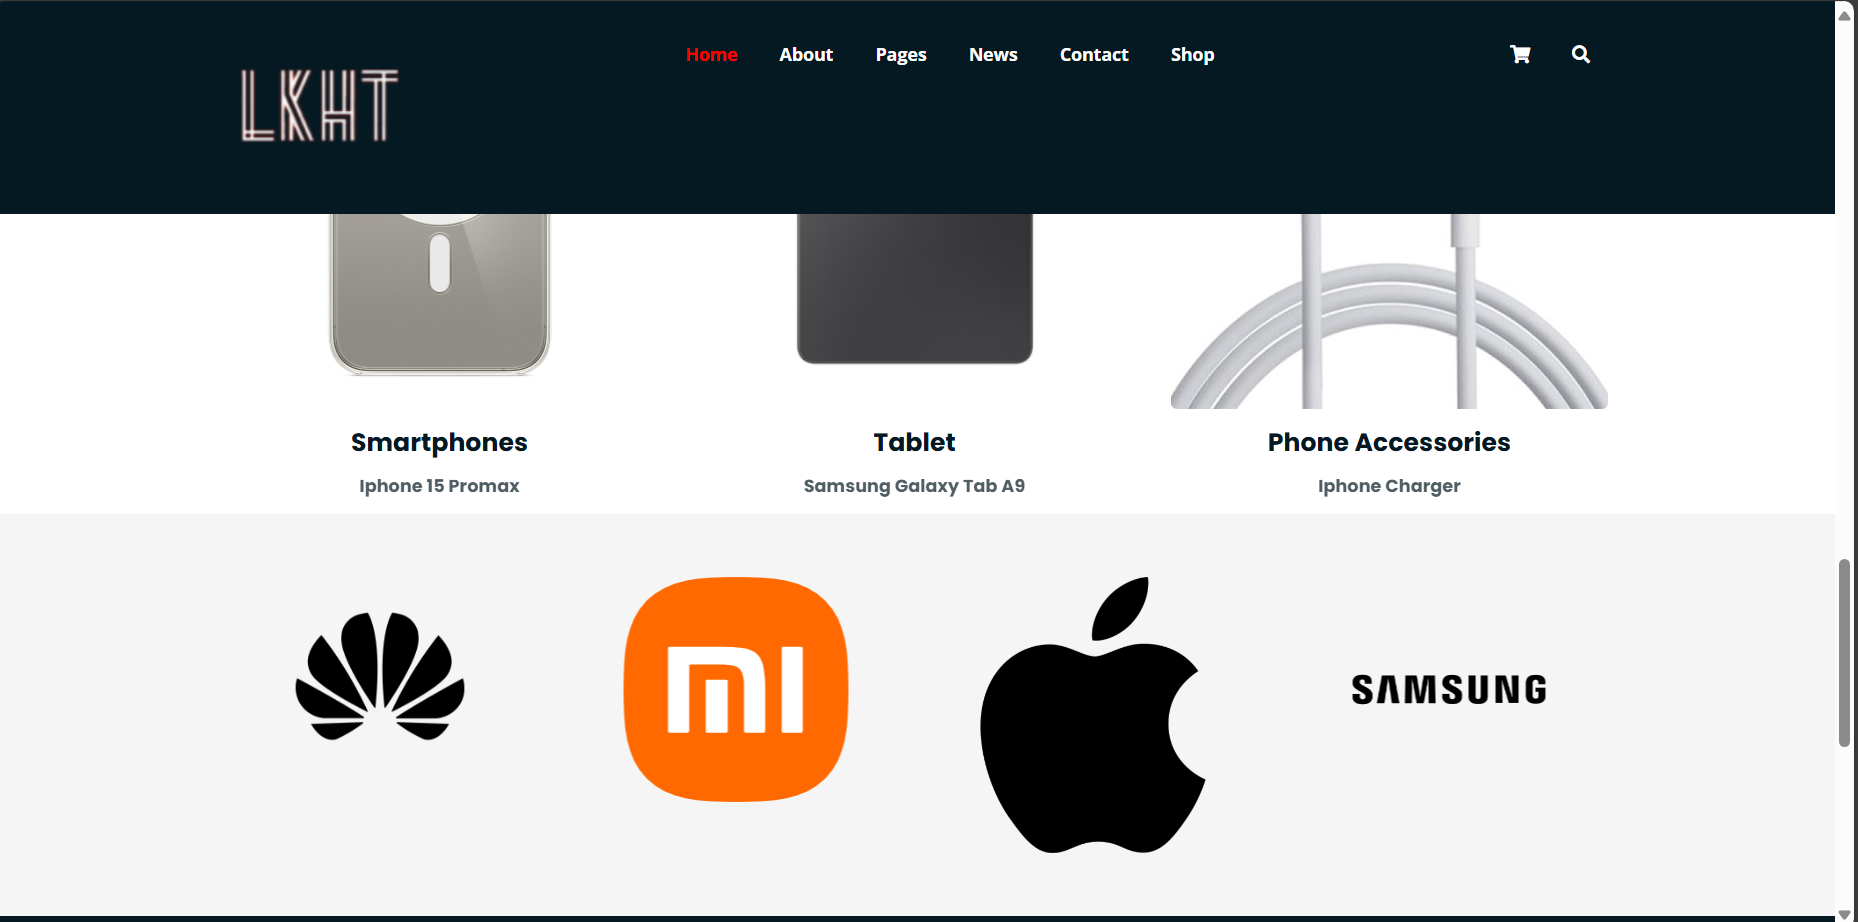 LKHT
Home About Pages News Contact Shop
Smartphones
Iphone 15 Promax
Tablet
Samsung Galaxy Tab A9
Phone Accessories
Iphone Charger
mi
SAMSUNG